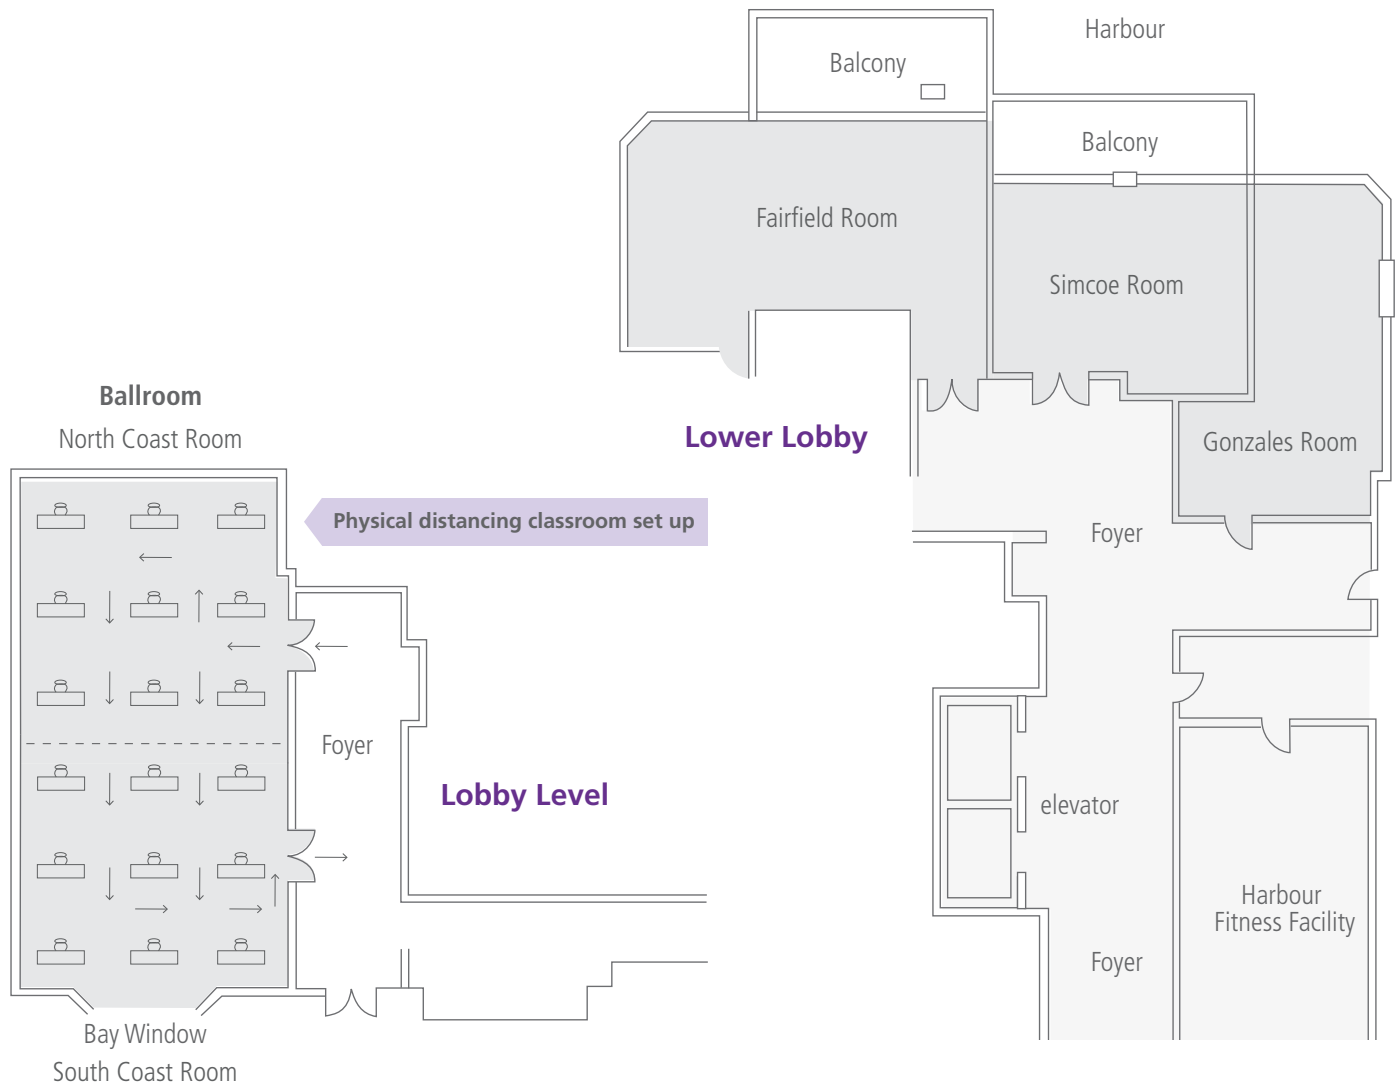 Harbour
Balcony
Balcony
Fairfield Room
Simcoe Room
Ballroom
North Coast Room
Lower Lobby
Gonzales Room
Physical distancing classroom set up
Foyer
Foyer
Lobby Level
elevator
Harbour
Fitness Facility
Foyer
Bay Window
South Coast Room